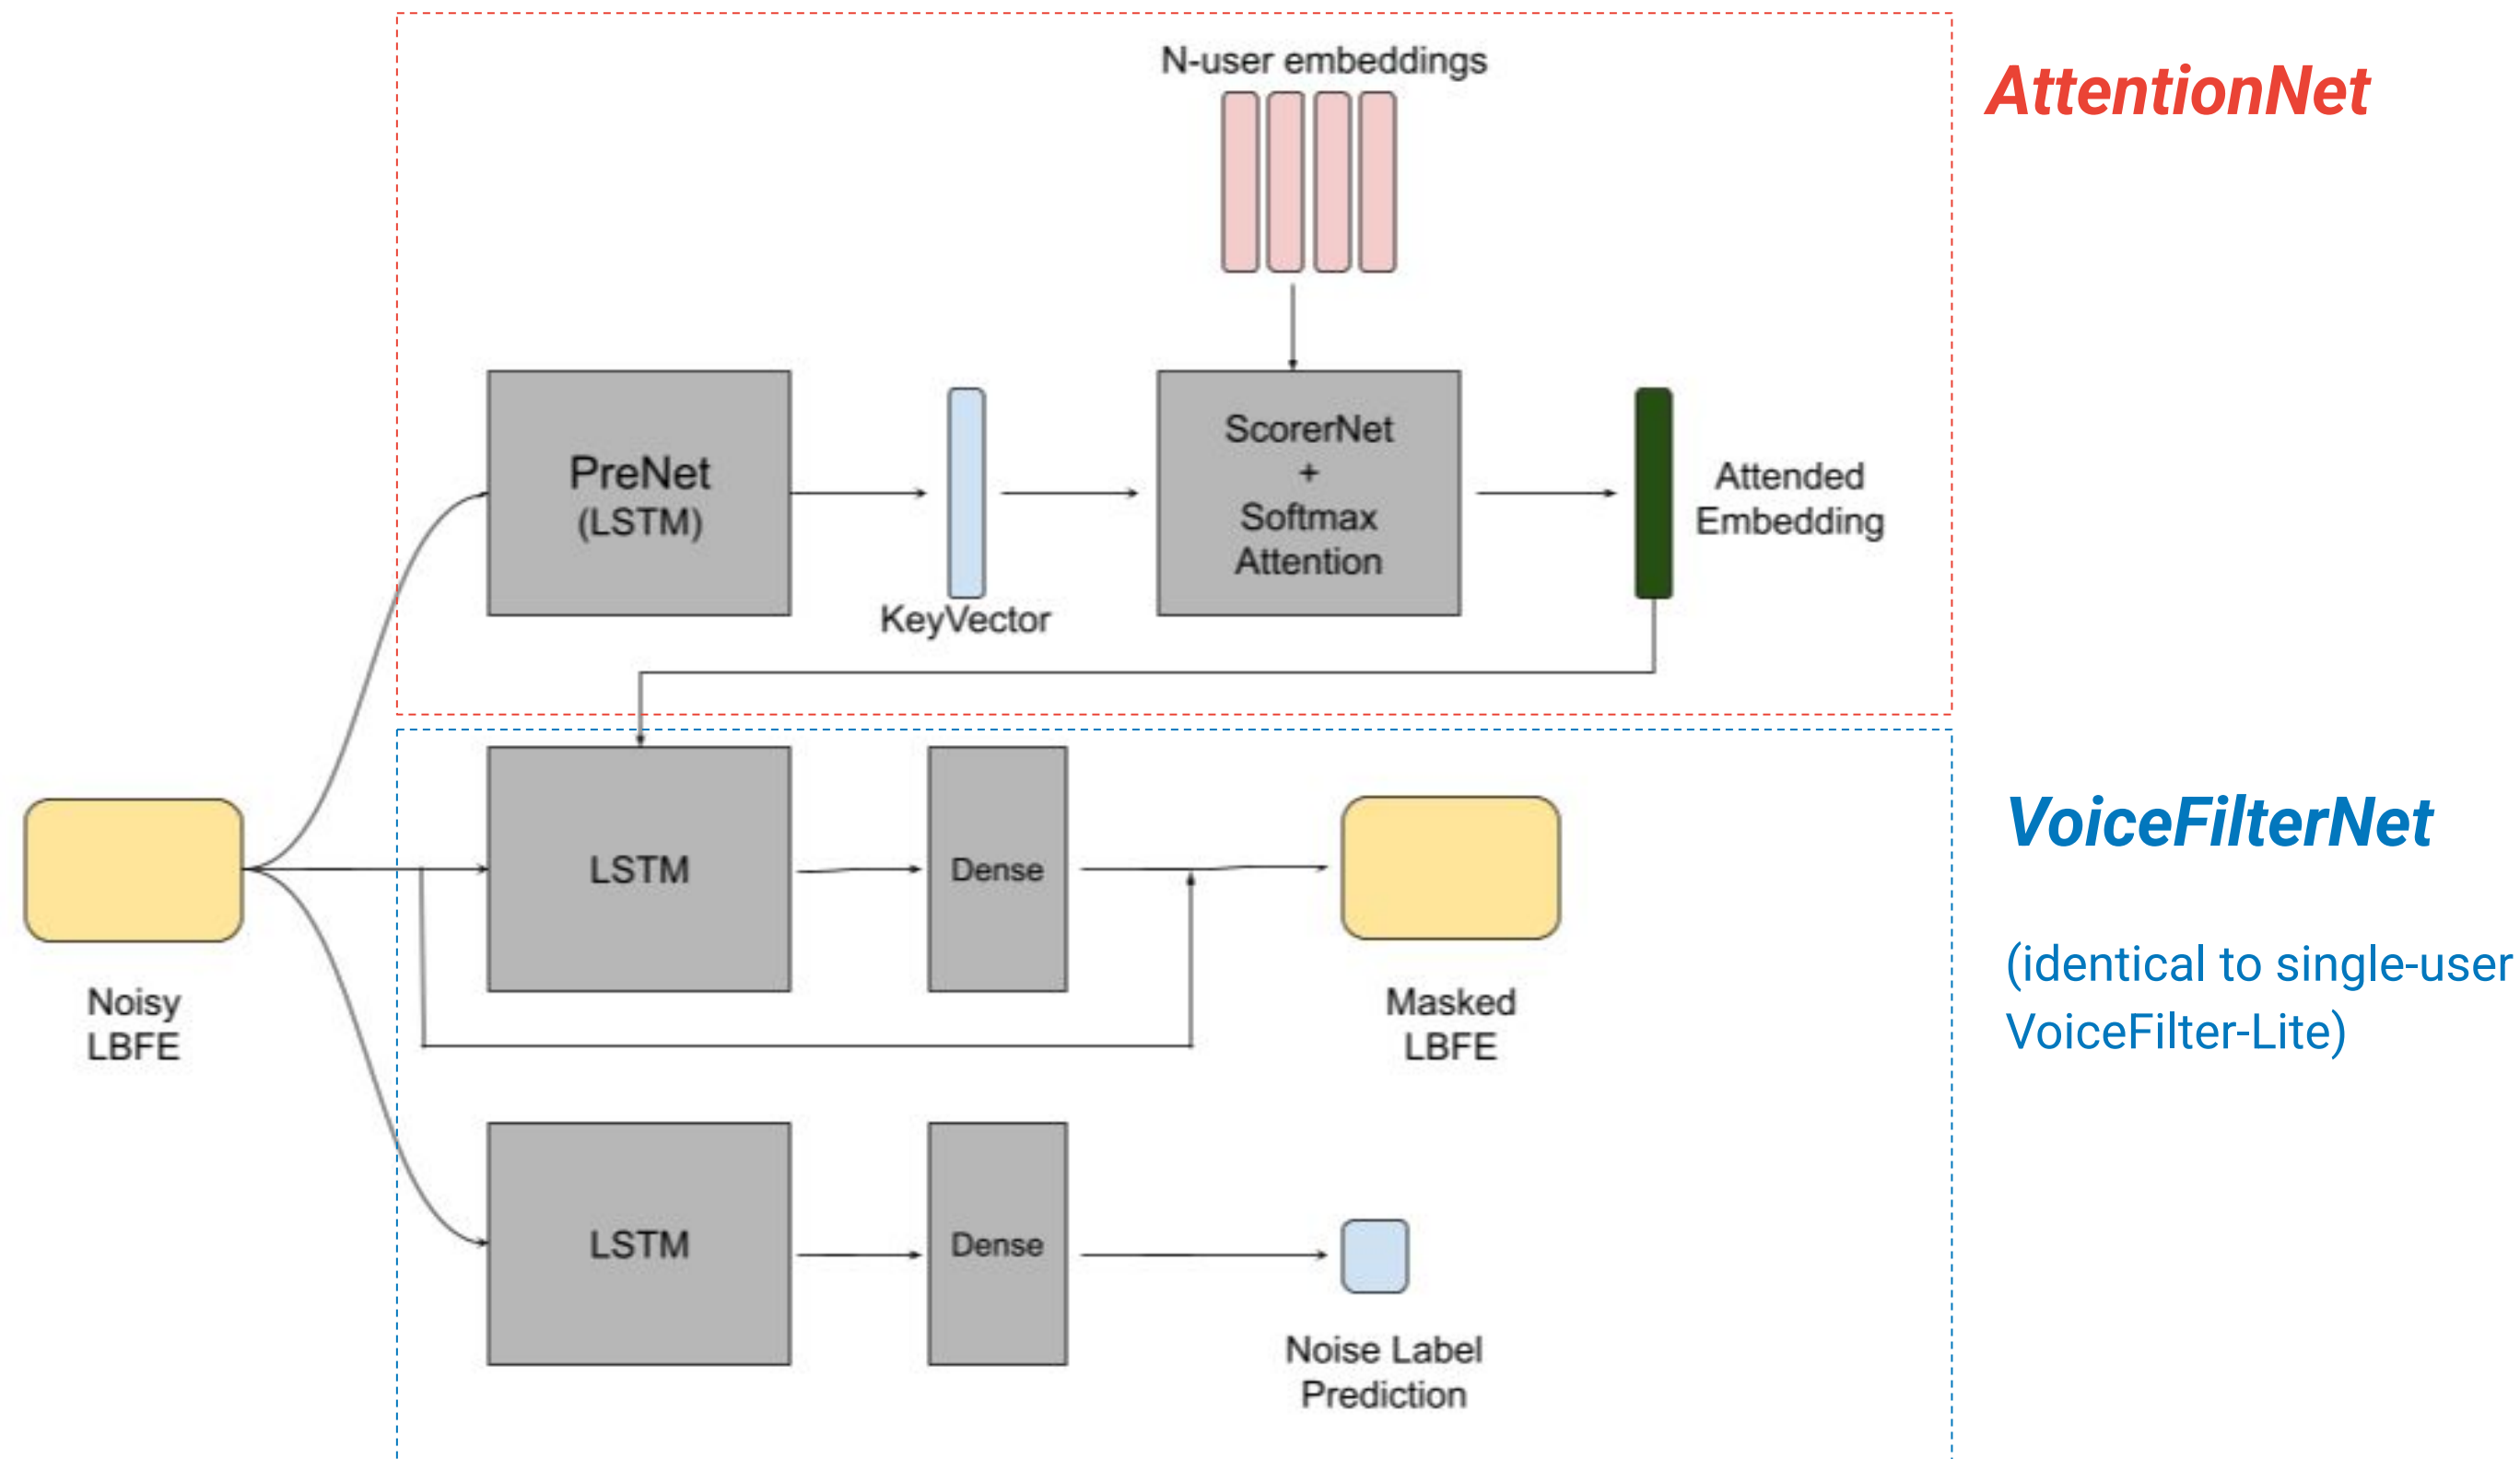 N-user embeddings
AttentionNet
PreNet
(LSTM)
KeyVector
ScorerNet
+
Softmax
Attention
Attended
Embedding
Noisy
LBFE
LSTM
Dense
Masked
LBFE
VoiceFilterNet
(identical to single-user
VoiceFilter-Lite)
LSTM
Dense
Noise Label
Prediction